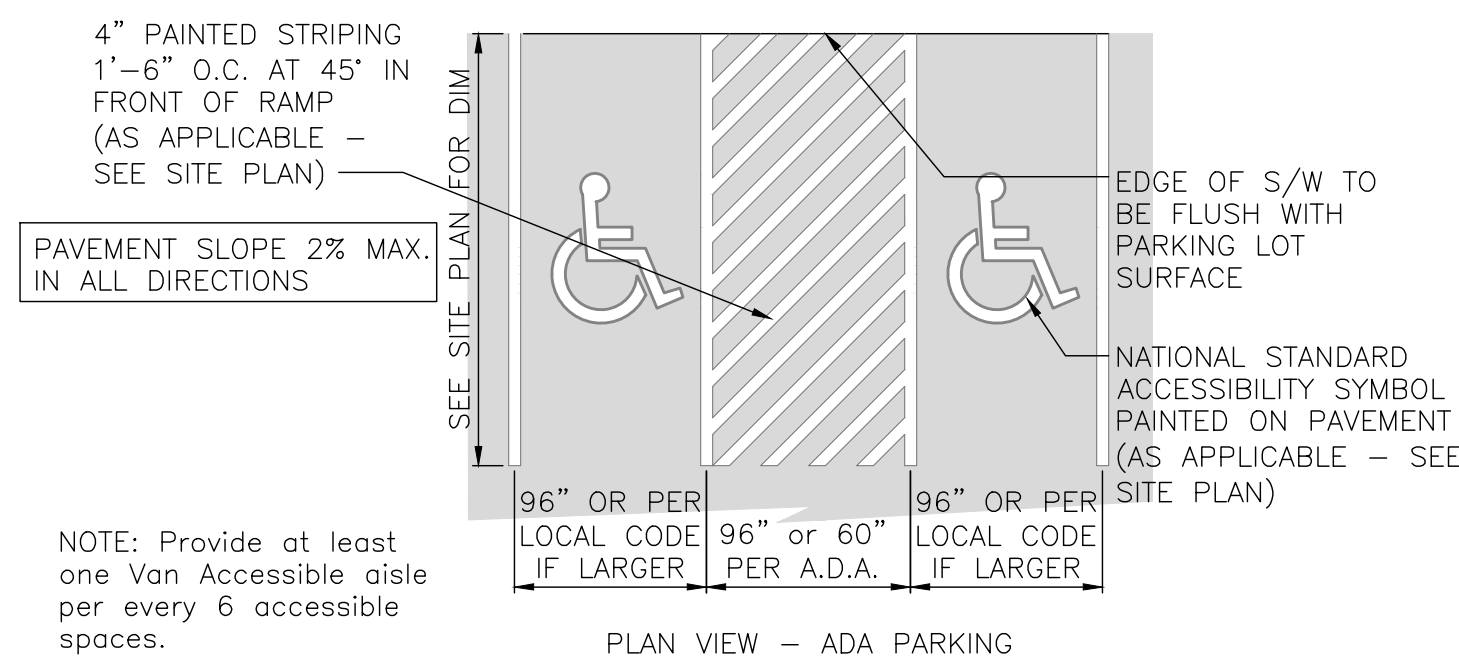 4” PAINTED STRIPING
1’–6” O.C. AT 45° IN
FRONT OF RAMP
(AS APPLICABLE –
SEE SITE PLAN)
PAVEMENT SLOPE 2% MAX.
IN ALL DIRECTIONS
SEE SITE PLAN FOR DIM
EDGE OF S/W TO
BE FLUSH WITH
PARKING LOT
SURFACE
NATIONAL STANDARD
ACCESSIBILITY SYMBOL
PAINTED ON PAVEMENT
(AS APPLICABLE – SEE
SITE PLAN)
96” OR PER
LOCAL CODE
IF LARGER
96” or 60”
PER A.D.A.
96” OR PER
LOCAL CODE
IF LARGER
NOTE: Provide at least
one Van Accessible aisle
per every 6 accessible
spaces.
PLAN VIEW – ADA PARKING